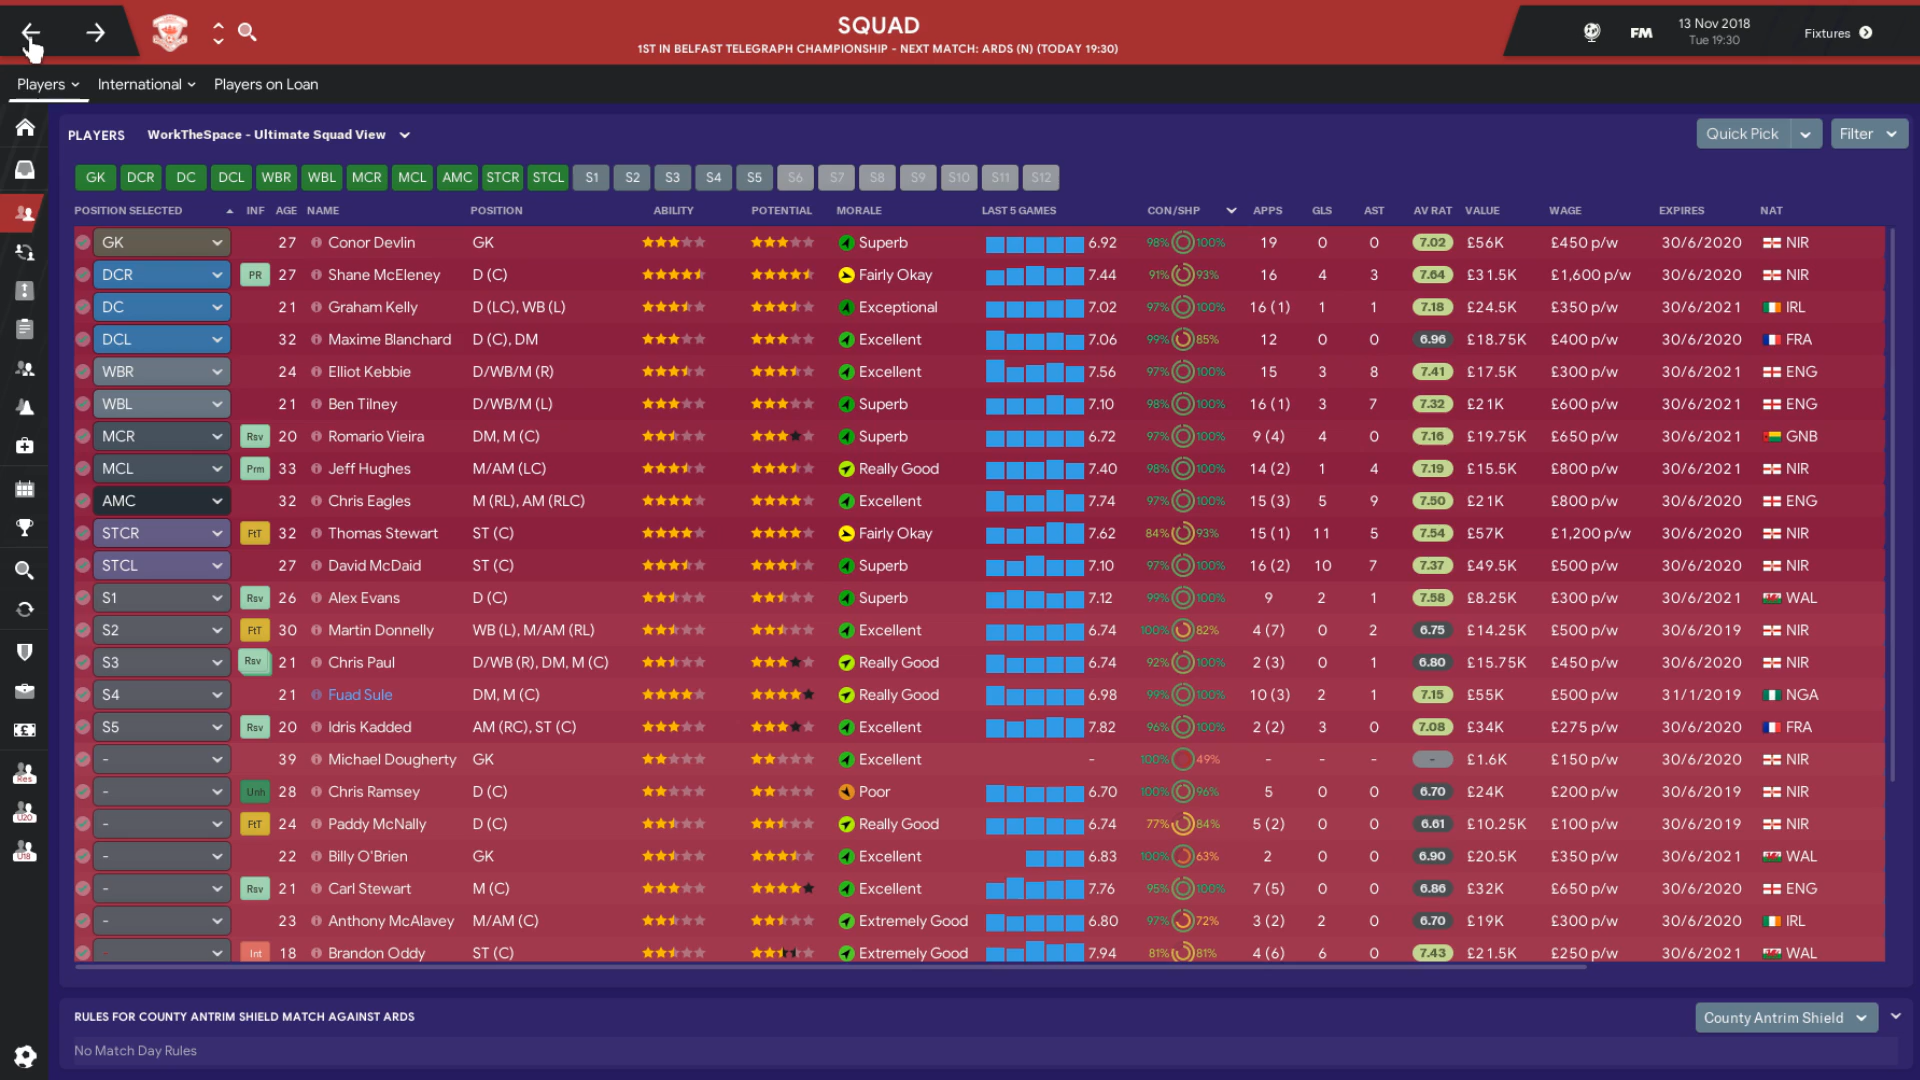 SQUAD
1ST IN BELFAST TELEGRAPH CHAMPIONSHIP - NEXT MATCH: ARDS (N) (TODAY 19:30)
FM
13 Nov 2018
Tue 19:30
Fixtures
Players International Players on Loan
PLAYERS WorkTheSpace - Ultimate Squad View Quick Pick Filter
GK DCR DC DCL WBR WBL MCR MCL AMC STCR STCL S1 S2 S3 S4 S5 S6 S7 S8 S9 S10 S11 S12
POSITION SELECTED INF AGE NAME POSITION ABILITY POTENTIAL MORALE LAST 5 GAMES CON/SHP APPS GLS AST AV RAT VALUE WAGE EXPIRES NAT
GK 27 Conor Devlin GK Superb 6.92 98% 100% 19 0 0 7.02 £56K £450 p/w 30/6/2020 NIR
DCR PR 27 Shane McEleney D (C) Fairly Okay 7.44 91% 93% 16 4 3 7.64 £31.5K £1,600 p/w 30/6/2020 NIR
DC 21 Graham Kelly D (LC), WB (L) Exceptional 7.02 97% 100% 16 (1) 1 1 7.18 £24.5K £350 p/w 30/6/2021 IRL
DCL 32 Maxime Blanchard D (C), DM Excellent 7.06 99% 85% 12 0 0 6.96 £18.75K £400 p/w 30/6/2020 FRA
WBR 24 Elliot Kebbie D/WB/M (R) Excellent 7.56 97% 100% 15 3 8 7.41 £17.5K £300 p/w 30/6/2021 ENG
WBL 21 Ben Tilney D/WB/M (L) Superb 7.10 98% 100% 16 (1) 3 7 7.32 £21K £600 p/w 30/6/2021 ENG
MCR Rsv 20 Romario Vieira DM, M (C) Superb 6.72 97% 100% 9 (4) 4 0 7.16 £19.75K £650 p/w 30/6/2021 GNB
MCL Prm 33 Jeff Hughes M/AM (LC) Really Good 7.40 98% 100% 14 (2) 1 4 7.19 £15.5K £800 p/w 30/6/2021 NIR
AMC 32 Chris Eagles M (RL), AM (RLC) Excellent 7.74 97% 100% 15 (3) 5 9 7.50 £21K £800 p/w 30/6/2020 ENG
STCR FtT 32 Thomas Stewart ST (C) Fairly Okay 7.62 84% 93% 15 (1) 11 5 7.54 £57K £1,200 p/w 30/6/2020 NIR
STCL 27 David McDaid ST (C) Superb 7.10 97% 100% 16 (2) 10 7 7.37 £49.5K £500 p/w 30/6/2020 NIR
S1 Rsv 26 Alex Evans D (C) Superb 7.12 99% 100% 9 2 1 7.58 £8.25K £300 p/w 30/6/2021 WAL
S2 FtT 30 Martin Donnelly WB (L), M/AM (RL) Excellent 6.74 100% 82% 4 (7) 0 2 6.75 £14.25K £500 p/w 30/6/2019 NIR
S3 Rsv 21 Chris Paul D/WB (R), DM, M (C) Really Good 6.74 92% 100% 2 (3) 0 1 6.80 £15.75K £450 p/w 30/6/2020 NIR
S4 21 Fuad Sule DM, M (C) Really Good 6.98 99% 100% 10 (3) 2 1 7.15 £55K £500 p/w 31/1/2019 NGA
S5 Rsv 20 Idris Kadded AM (RC), ST (C) Excellent 7.82 96% 100% 2 (2) 3 0 7.08 £34K £275 p/w 30/6/2020 FRA
- 39 Michael Dougherty GK Excellent - 100% 49% - - - - £1.6K £150 p/w 30/6/2020 NIR
- Unh 28 Chris Ramsey D (C) Poor 6.70 100% 96% 5 0 0 6.70 £24K £200 p/w 30/6/2019 NIR
- FtT 24 Paddy McNally D (C) Really Good 6.74 77% 84% 5 (2) 0 0 6.61 £10.25K £100 p/w 30/6/2019 NIR
- 22 Billy O'Brien GK Excellent 6.83 100% 63% 2 0 0 6.90 £20.5K £350 p/w 30/6/2021 WAL
- Rsv 21 Carl Stewart M (C) Excellent 7.76 95% 100% 7 (5) 0 0 6.86 £32K £650 p/w 30/6/2020 ENG
- 23 Anthony McAlavey M/AM (C) Extremely Good 6.80 97% 72% 3 (2) 2 0 6.70 £19K £300 p/w 30/6/2020 IRL
- Int 18 Brandon Oddy ST (C) Extremely Good 7.94 81% 81% 4 (6) 6 0 7.43 £21.5K £250 p/w 30/6/2021 WAL
Res
U20
U18
RULES FOR COUNTY ANTRIM SHIELD MATCH AGAINST ARDS County Antrim Shield
No Match Day Rules